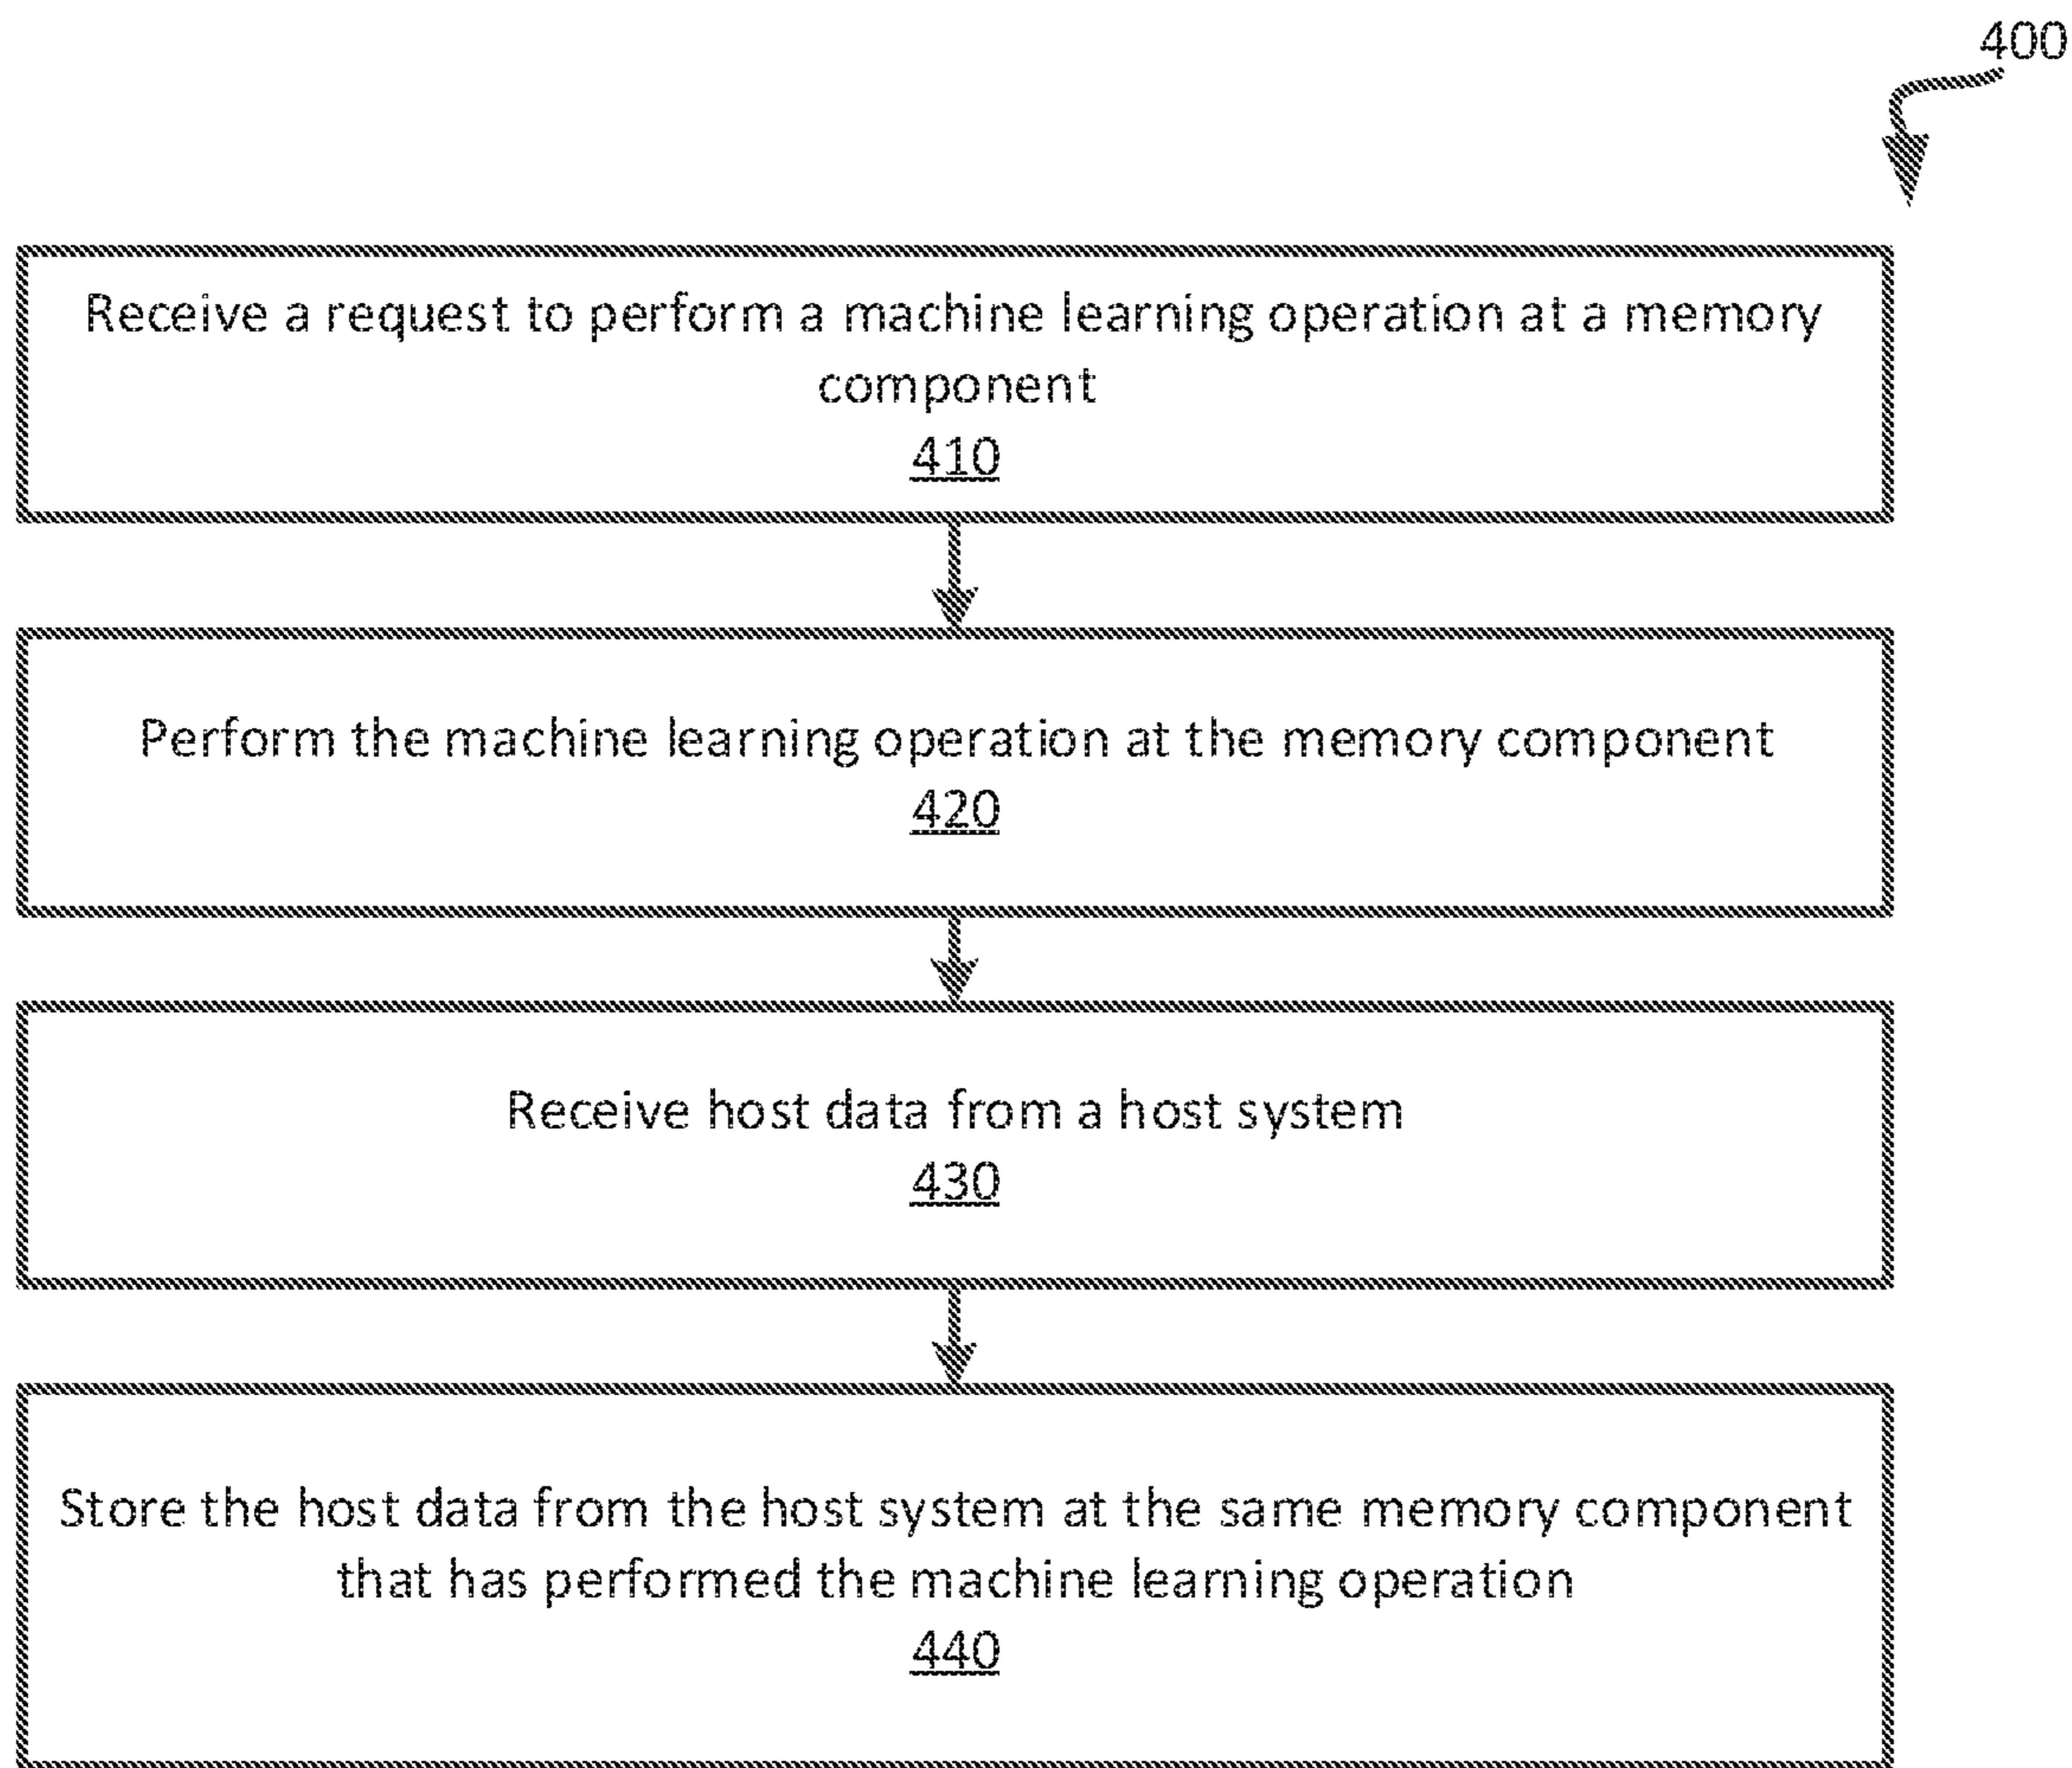 400
Receive a request to perform a machine learning operation at a memory
component
410
Perform the machine learning operation at the memory component
420
Receive host data from a host system
430
Store the host data from the host system at the same memory component
that has performed the machine learning operation
440